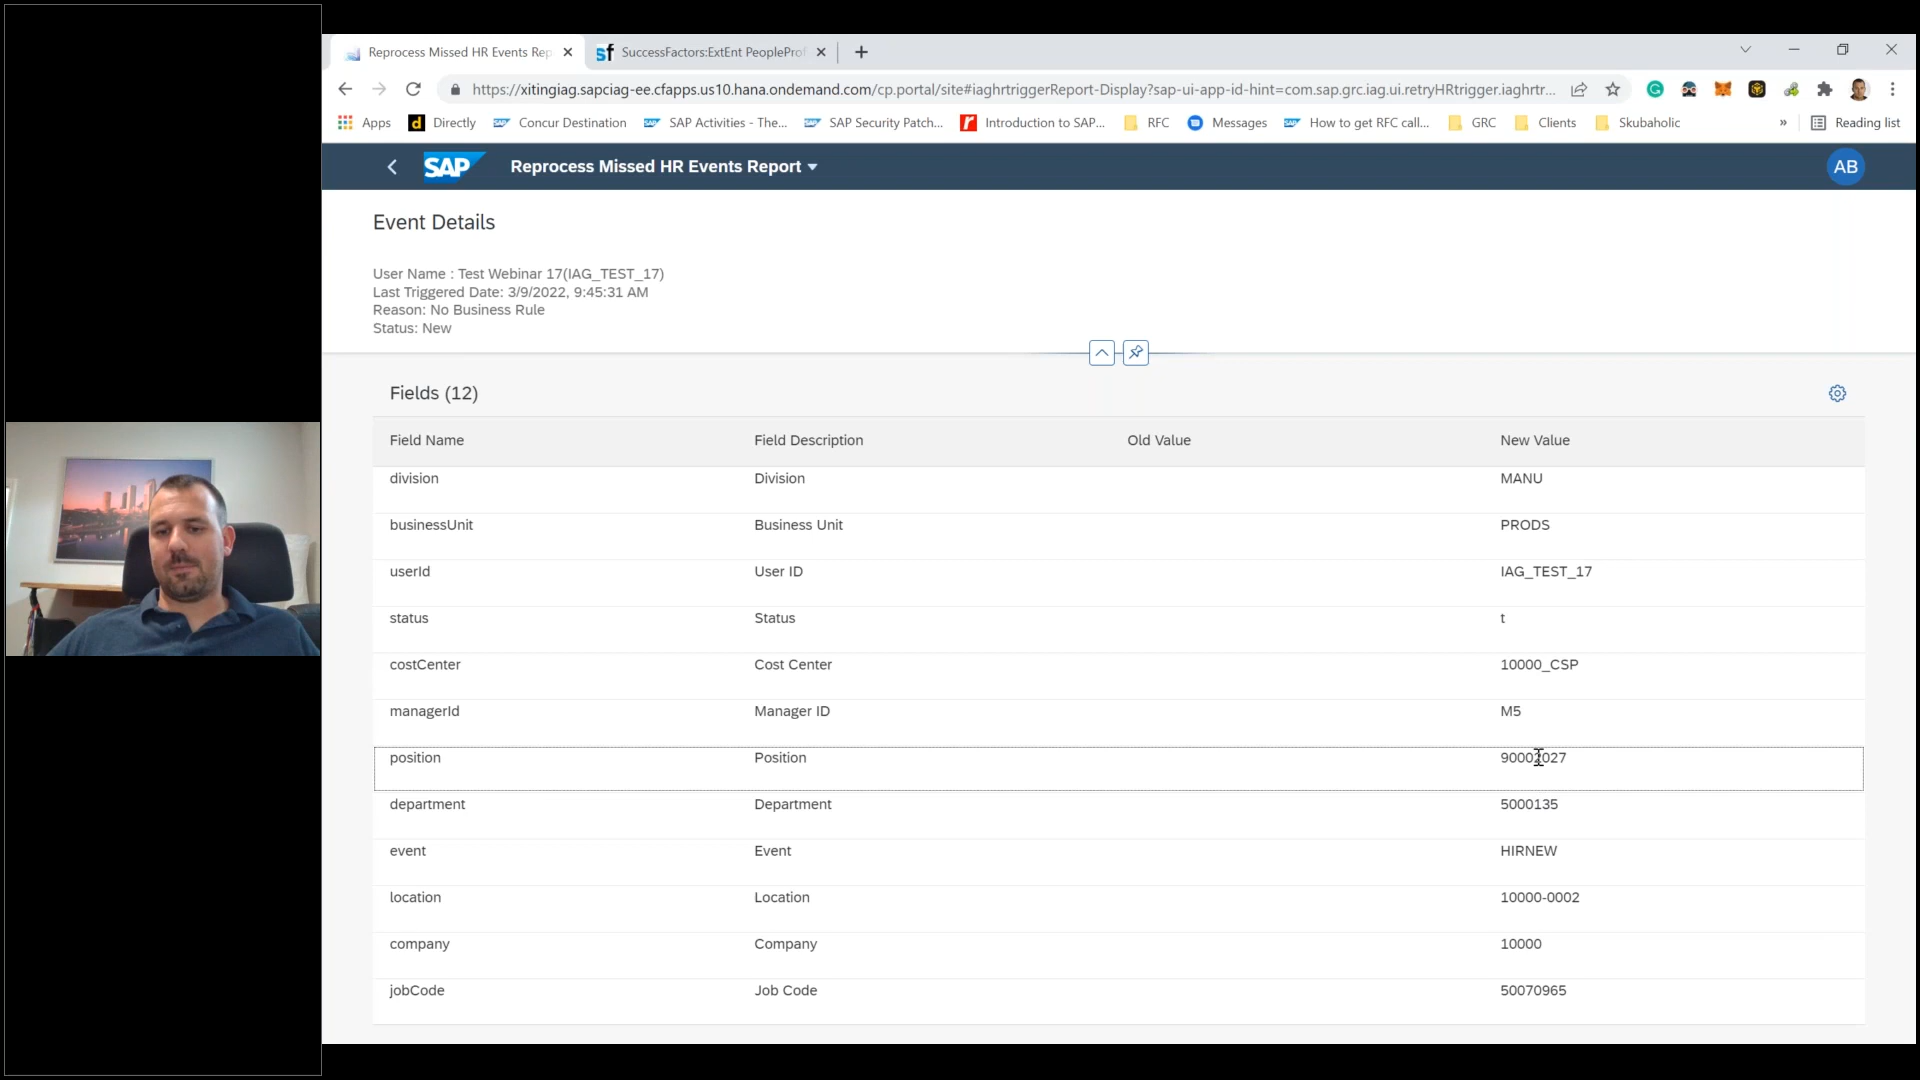 Reprocess Missed HR Events Rep
SuccessFactors:ExtEnt PeopleProf
https://xitingiag.sapciag-ee.cfapps.us10.hana.ondemand.com/cp.portal/site#iaghrtriggerReport-Display?sap-ui-app-id-hint=com.sap.grc.iag.ui.retryHRtrigger.iaghrtr...
Apps Directly Concur Destination SAP Activities - The... SAP Security Patch... Introduction to SAP... RFC Messages How to get RFC call... GRC Clients Skubaholic » Reading list
SAP Reprocess Missed HR Events Report AB
Event Details
User Name : Test Webinar 17(IAG_TEST_17)
Last Triggered Date: 3/9/2022, 9:45:31 AM
Reason: No Business Rule
Status: New
Fields (12)
Field Name Field Description Old Value New Value
division Division MANU
businessUnit Business Unit PRODS
userId User ID IAG_TEST_17
status Status t
costCenter Cost Center 10000_CSP
managerId Manager ID M5
position Position
department Department 5000135
event Event HIRNEW
location Location 10000-0002
company Company 10000
jobCode Job Code 50070965